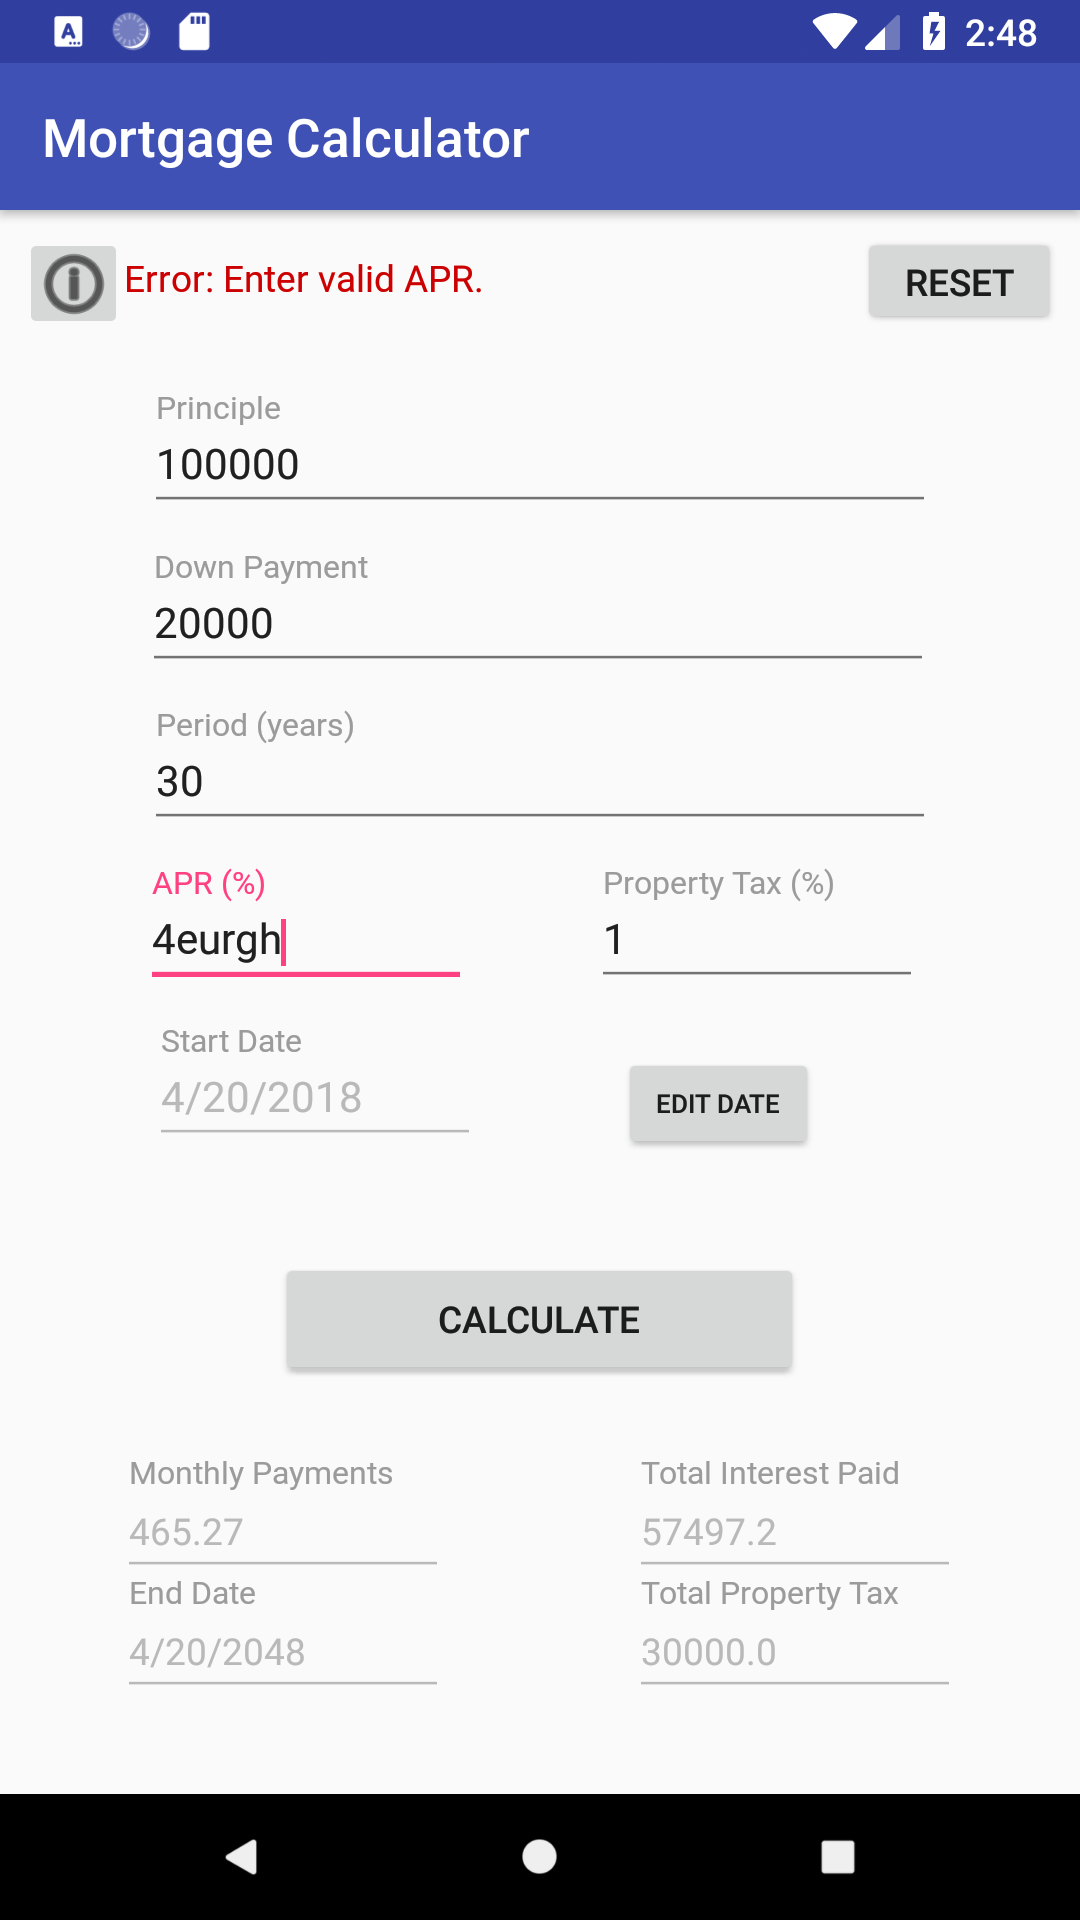 2:48
Mortgage Calculator
Error: Enter valid APR.
RESET
Principle
100000
Down Payment
20000
Period (years)
30
APR (%)
Property Tax (%)
4eurgh
1
Start Date
4/20/2018
EDIT DATE
CALCULATE
Monthly Payments
Total Interest Paid
465.27
57497.2
End Date
Total Property Tax
4/20/2048
30000.0